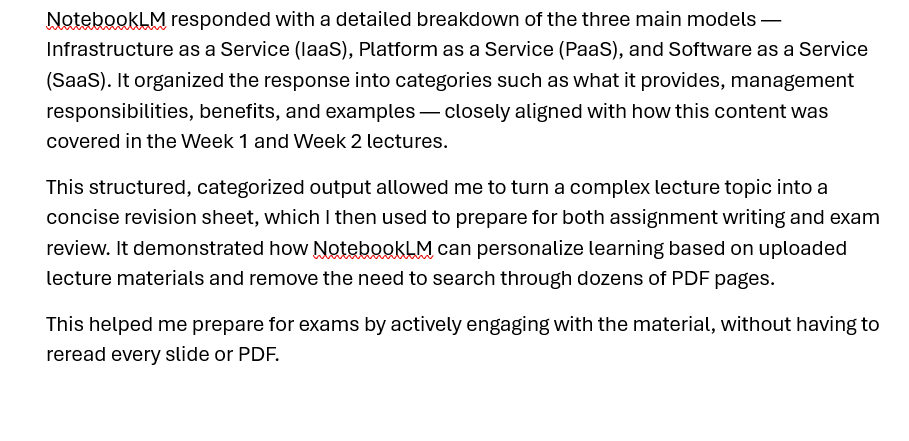 NotebookLM responded with a detailed breakdown of the three main models —
Infrastructure as a Service (IaaS), Platform as a Service (PaaS), and Software as a Service
(SaaS). It organized the response into categories such as what it provides, management
responsibilities, benefits, and examples — closely aligned with how this content was
covered in the Week 1 and Week 2 lectures.
This structured, categorized output allowed me to turn a complex lecture topic into a
concise revision sheet, which I then used to prepare for both assignment writing and exam
review. It demonstrated how NotebookLM can personalize learning based on uploaded
lecture materials and remove the need to search through dozens of PDF pages.
This helped me prepare for exams by actively engaging with the material, without having to
reread every slide or PDF.